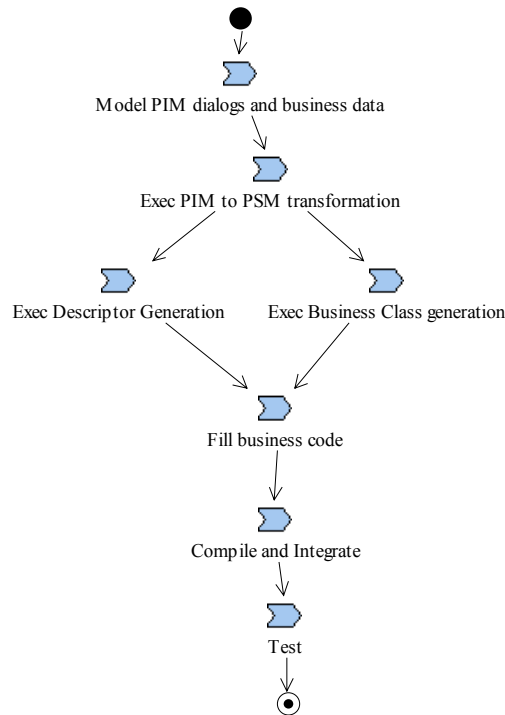 Model PIM dialogs and business data
Exec PIM to PSM transformation
Exec Descriptor Generation
Exec Business Class generation
Fill business code
Compile and Integrate
Test